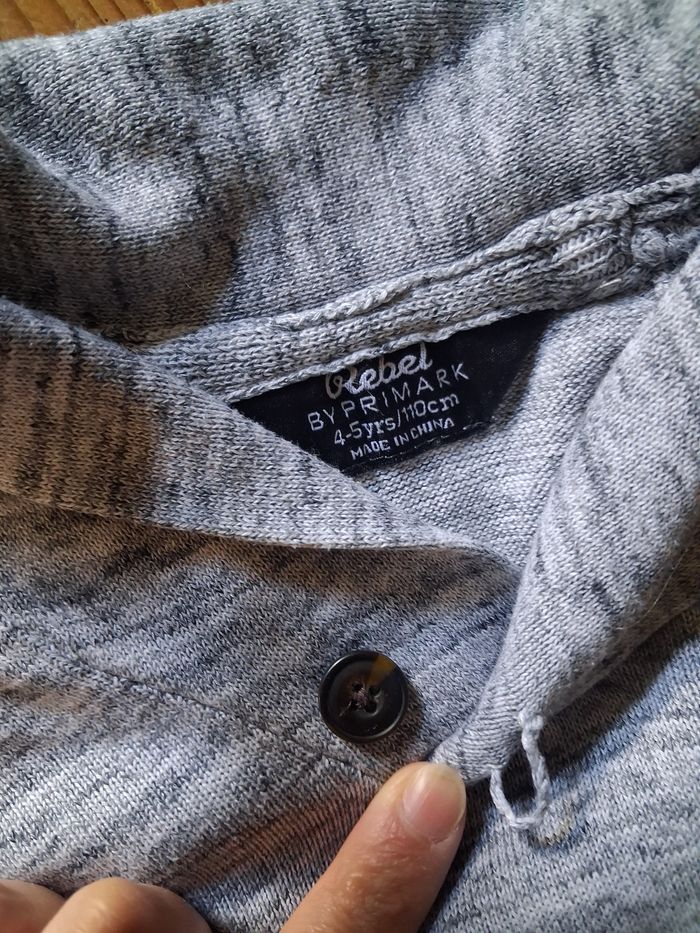 Rebel
BY PRIMARK
4-5yrs/110cm
MADE IN CHINA